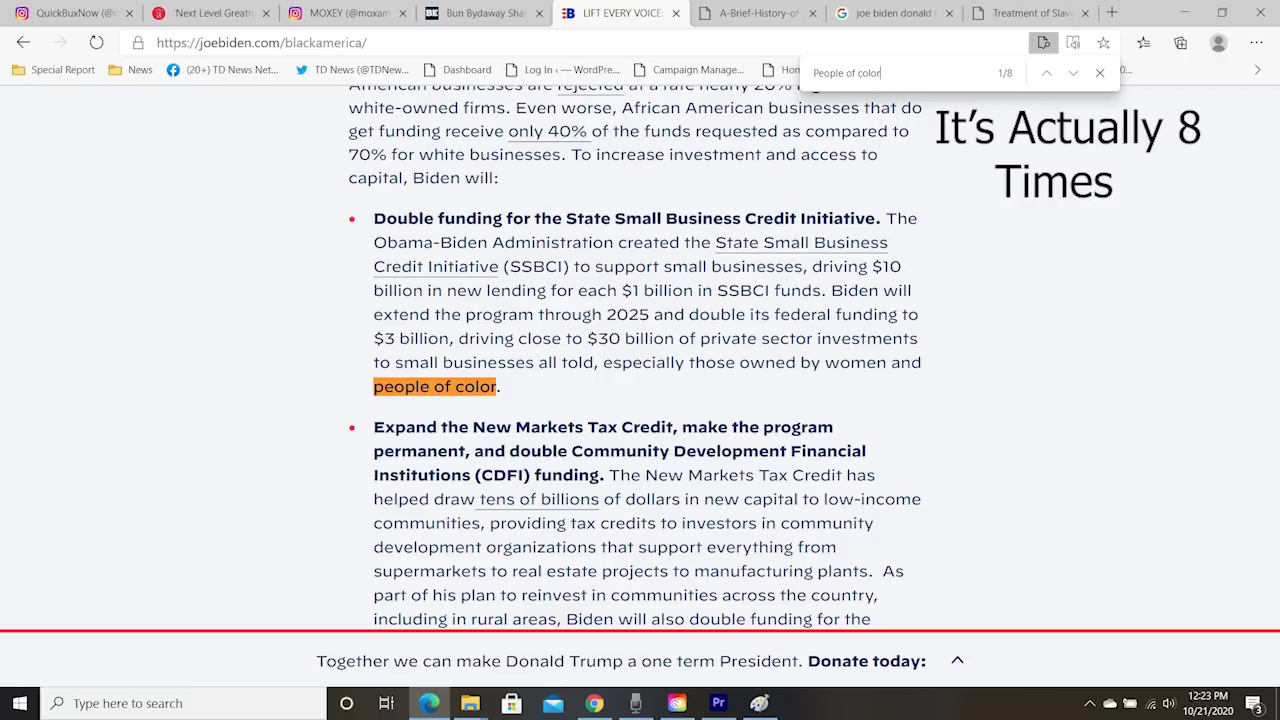 QuickBuxNow (@m
'Next Level Greatn
MOXEY (@moxam
Bun Bydaway Sha
LIFT EVERY VOICE:
A-Brief-History-of
joe biden donald t
Treatment of Slave
https://joebiden.com/blackamerica/
Special Report
News
(20+) TD News Net...
TD News (@TDNew...
Dashboard
Log In ‹ — WordPre...
Campaign Manage...
People of color
1/8
American businesses are rejected at a rate nearly 20%
white-owned firms. Even worse, African American businesses that do
get funding receive only 40% of the funds requested as compared to
70% for white businesses. To increase investment and access to
capital, Biden will:
It's Actually 8
Times
• Double funding for the State Small Business Credit Initiative. The
Obama-Biden Administration created the State Small Business
Credit Initiative (SSBCI) to support small businesses, driving $10
billion in new lending for each $1 billion in SSBCI funds. Biden will
extend the program through 2025 and double its federal funding to
$3 billion, driving close to $30 billion of private sector investments
to small businesses all told, especially those owned by women and
people of color.
• Expand the New Markets Tax Credit, make the program
permanent, and double Community Development Financial
Institutions (CDFI) funding. The New Markets Tax Credit has
helped draw tens of billions of dollars in new capital to low-income
communities, providing tax credits to investors in community
development organizations that support everything from
supermarkets to real estate projects to manufacturing plants. As
part of his plan to reinvest in communities across the country,
including in rural areas, Biden will also double funding for the
Together we can make Donald Trump a one term President. Donate today:
Type here to search
12:23 PM
10/21/2020
3